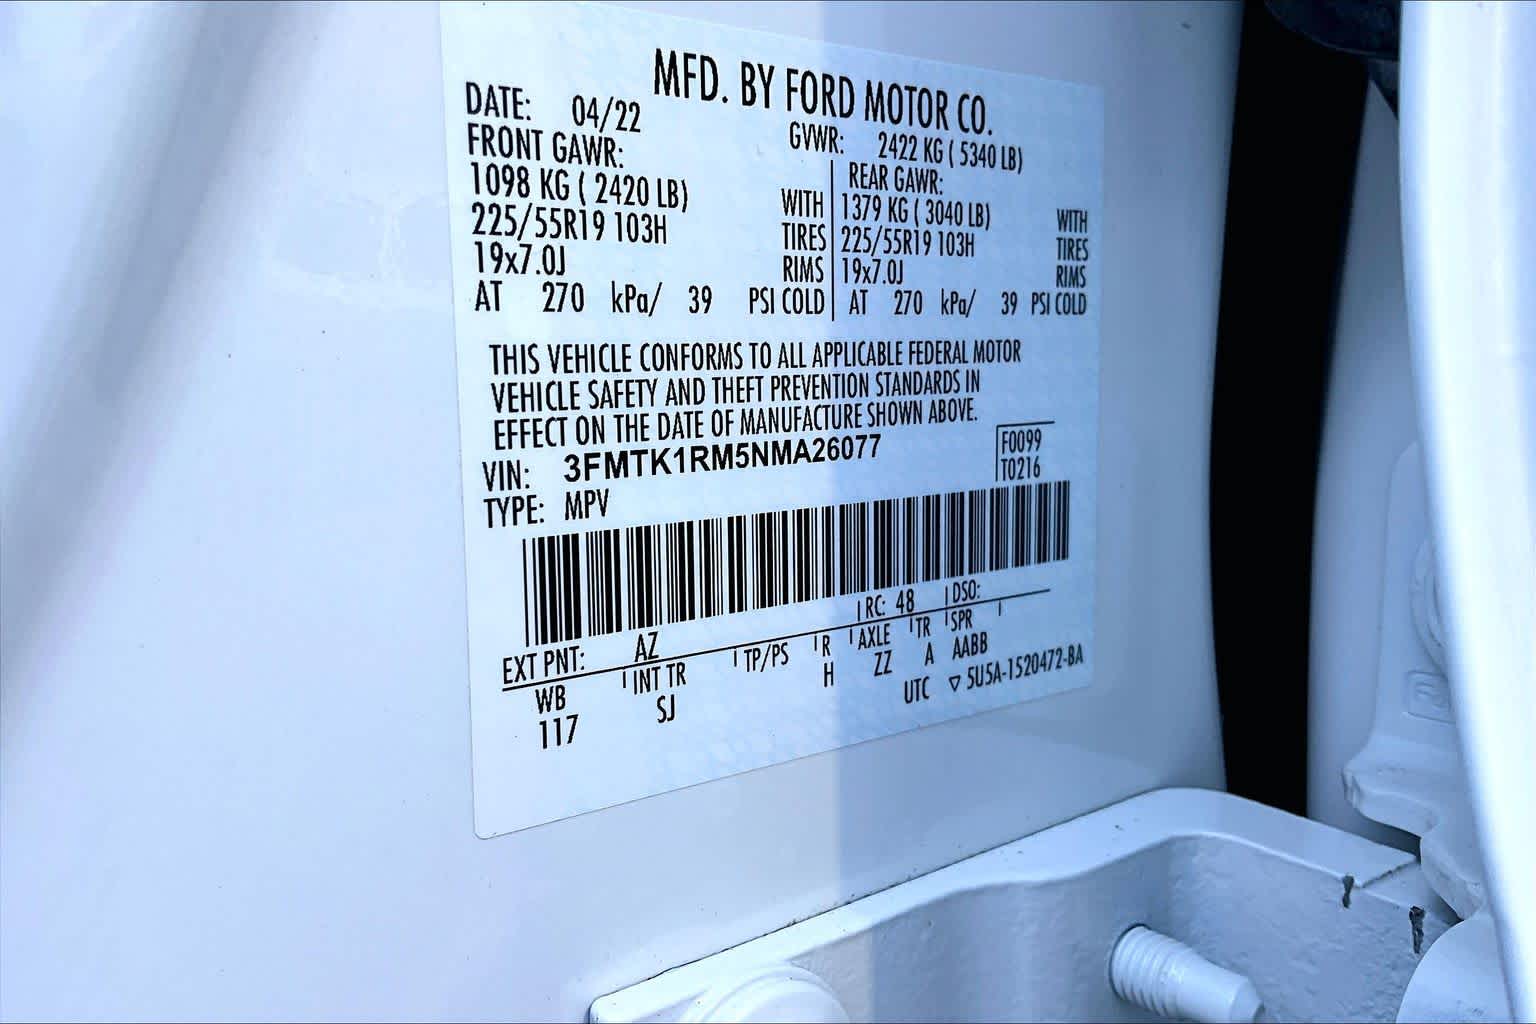 MFD. BY FORD MOTOR CO.
DATE: 04/22 GVWR: 2422 KG ( 5340 LB)
FRONT GAWR: REAR GAWR:
1098 KG ( 2420 LB) WITH 1379 KG ( 3040 LB) WITH
225/55R19 103H TIRES 225/55R19 103H TIRES
19x7.0J RIMS 19x7.0J RIMS
AT 270 kPa/ 39 PSI COLD AT 270 kPa/ 39 PSI COLD
THIS VEHICLE CONFORMS TO ALL APPLICABLE FEDERAL MOTOR
VEHICLE SAFETY AND THEFT PREVENTION STANDARDS IN
EFFECT ON THE DATE OF MANUFACTURE SHOWN ABOVE.
VIN: 3FMTK1RM5NMA26077 F0099
TYPE: MPV T0216
EXT PNT: AZ RC: 48 DSO:
WB INT TR TP/PS R AXLE TR SPR
117 SJ H ZZ A AABB
UTC ▽ 5U5A-1520472-BA